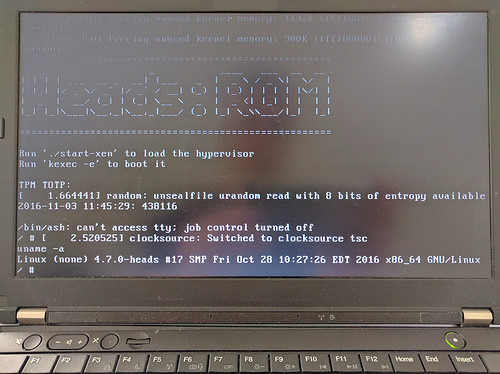 Freeing unused kernel memory: 1192K
Freeing unused kernel memory: 900K
Heads:ROM
Run './start-xen' to load the hypervisor
Run 'kexec -e' to boot it
TPM TOTP:
[    1.664441] random: unsealfile urandom read with 8 bits of entropy available
2016-11-03 11:45:29: 438116
/bin/ash: can't access tty; job control turned off
/ # [    2.520525] clocksource: Switched to clocksource tsc
uname -a
Linux (none) 4.7.0-heads #17 SMP Fri Oct 28 10:27:26 EDT 2016 x86_64 GNU/Linux
/ #
F1 F2 F3 F4 F5 F6 F7 F8 F9 F10 F11 F12 Home End Insert